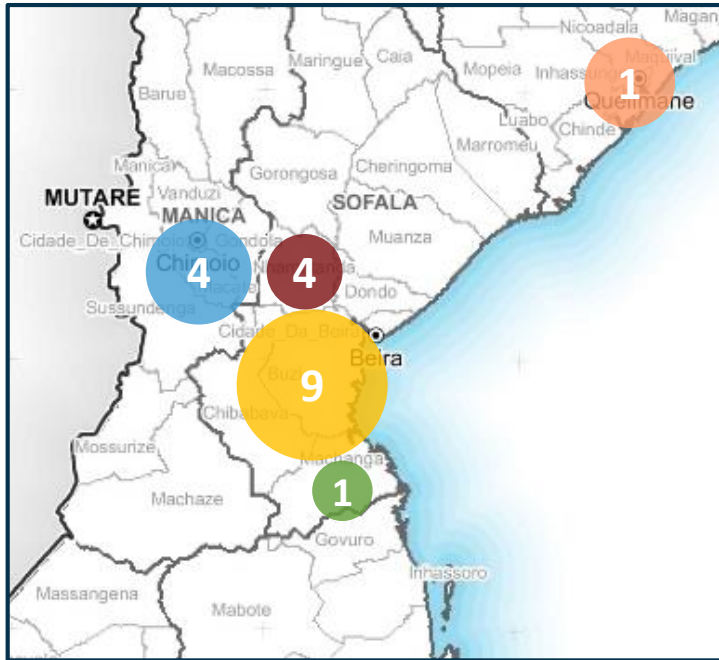 Nicoadala
Magan
Caia
Maringue
Macossa
Mopeia
Inhassung
Maquival
1
Barue
Quelimane
Luabo
Chinde
Marromeu
Cheringoma
Gorongosa
Manica
Vanduzi
MUTARE
MANICA
SOFALA
Muanza
Cidade_De_Chimoio
Gondola
Chimoio
4
4
Dondo
Sussundenga
Cidade_Da_Beira
Beira
Buzi
9
Chibabava
Mossurize
Machanga
1
Machaze
Govuro
Inhassoro
Massangena
Mabote